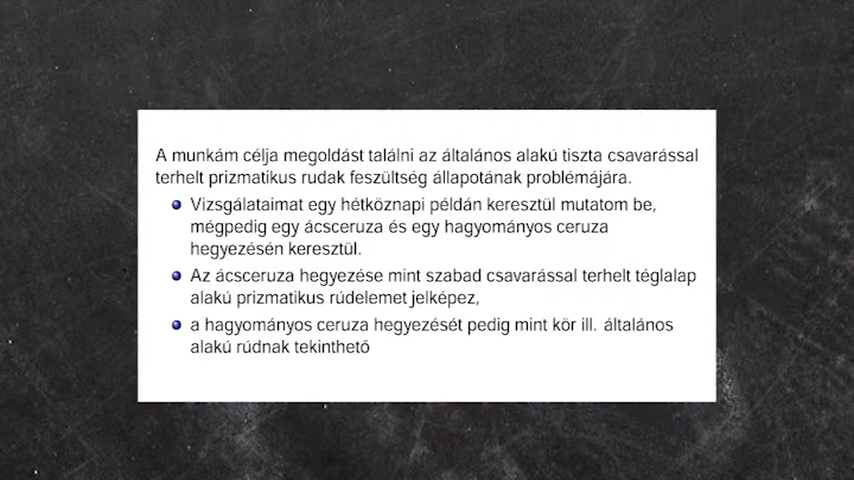 A munkám célja megoldást találni az általános alakú tiszta csavarással
terhelt prizmatikus rudak feszültség állapotának problémájára.
Vizsgálataimat egy hétköznapi példán keresztül mutatom be,
mégpedig egy ácsceruza és egy hagyományos ceruza
hegyezésén keresztül.
Az ácsceruza hegyezése mint szabad csavarással terhelt téglalap
alakú prizmatikus rúdelemet jelképez,
a hagyományos ceruza hegyezését pedig mint kör ill. általános
alakú rúdnak tekinthető